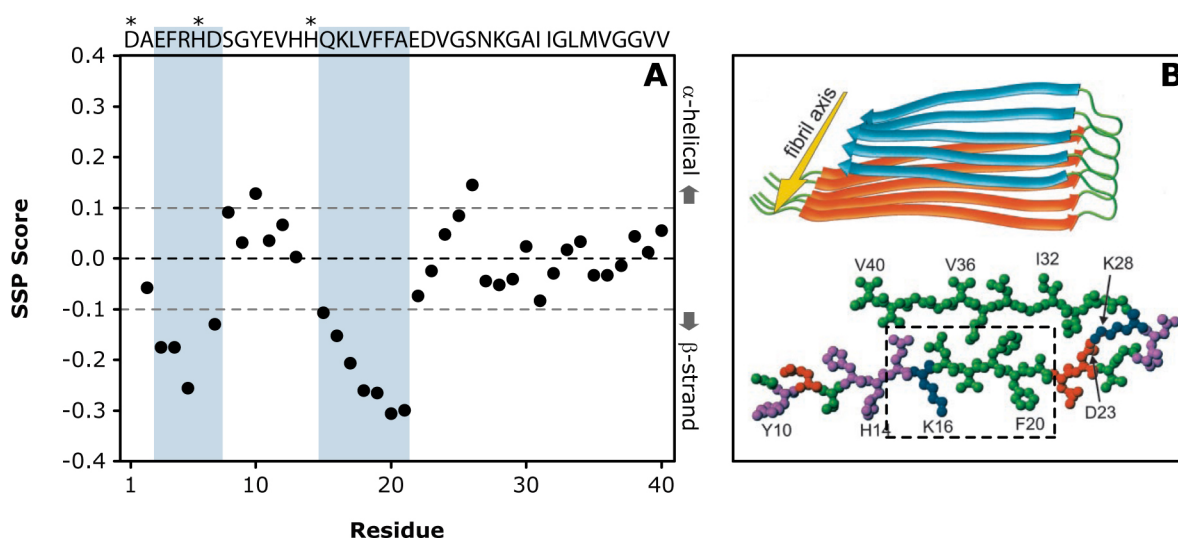 * * *
DAEFRHDSGYEVHHQKLVFFAEDVGSNKGAI IGLMVGGVV
A
0.4
0.3
0.2
0.1
0.0
-0.1
-0.2
-0.3
-0.4
SSP Score
1 10 20 30 40
Residue
α-helical
β-strand
B
fibril axis
V40 V36 I32 K28
Y10 H14 K16 F20 D23